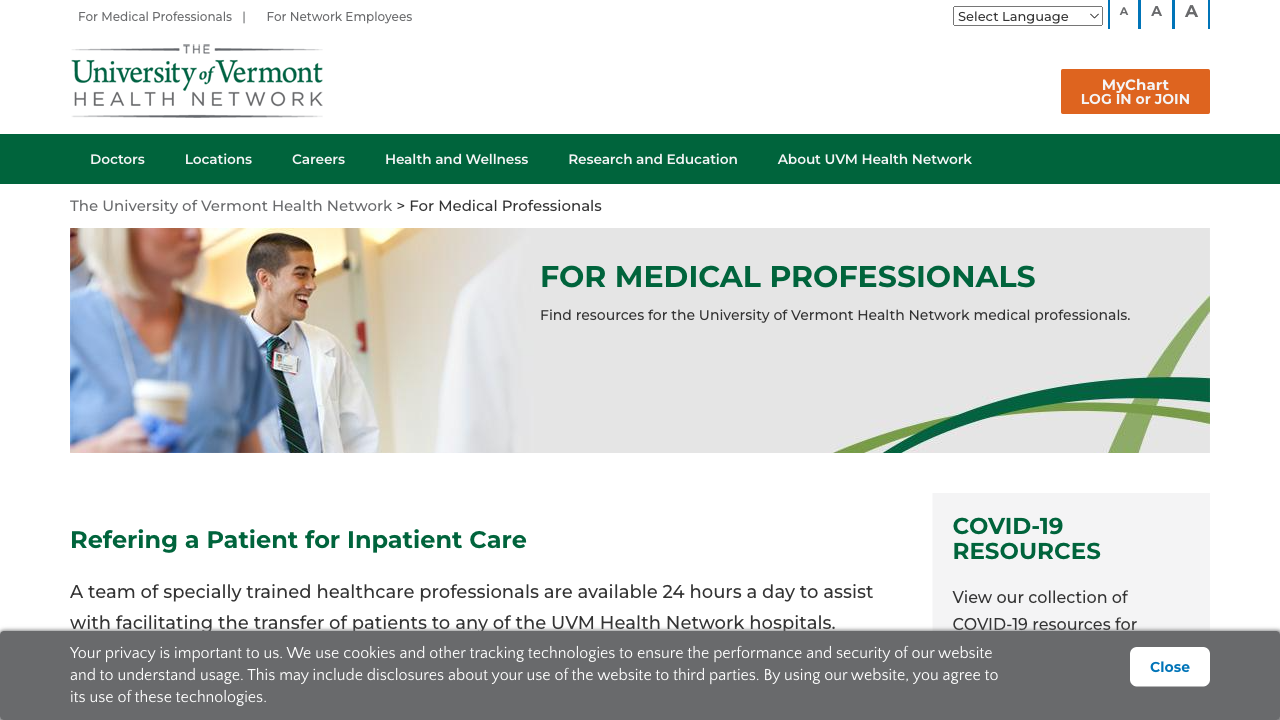 For Medical Professionals | For Network Employees
Select Language
A A A
THE
University of Vermont
HEALTH NETWORK
MyChart
LOG IN or JOIN
Doctors Locations Careers Health and Wellness Research and Education About UVM Health Network
The University of Vermont Health Network > For Medical Professionals
FOR MEDICAL PROFESSIONALS
Find resources for the University of Vermont Health Network medical professionals.
Refering a Patient for Inpatient Care
A team of specially trained healthcare professionals are available 24 hours a day to assist
with facilitating the transfer of patients to any of the UVM Health Network hospitals.
COVID-19
RESOURCES
View our collection of
COVID-19 resources for
Your privacy is important to us. We use cookies and other tracking technologies to ensure the performance and security of our website
and to understand usage. This may include disclosures about your use of the website to third parties. By using our website, you agree to
its use of these technologies.
Close